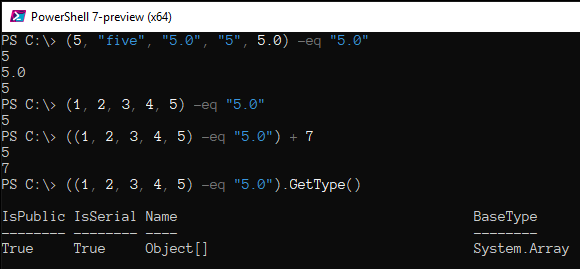 PowerShell 7-preview (x64)
PS C:\> (5, "five", "5.0", "5", 5.0) -eq "5.0"
5
5.0
5
PS C:\> (1, 2, 3, 4, 5) -eq "5.0"
5
PS C:\> ((1, 2, 3, 4, 5) -eq "5.0") + 7
5
7
PS C:\> ((1, 2, 3, 4, 5) -eq "5.0").GetType()
IsPublic IsSerial Name BaseType
-------- -------- ---- --------
True True Object[] System.Array